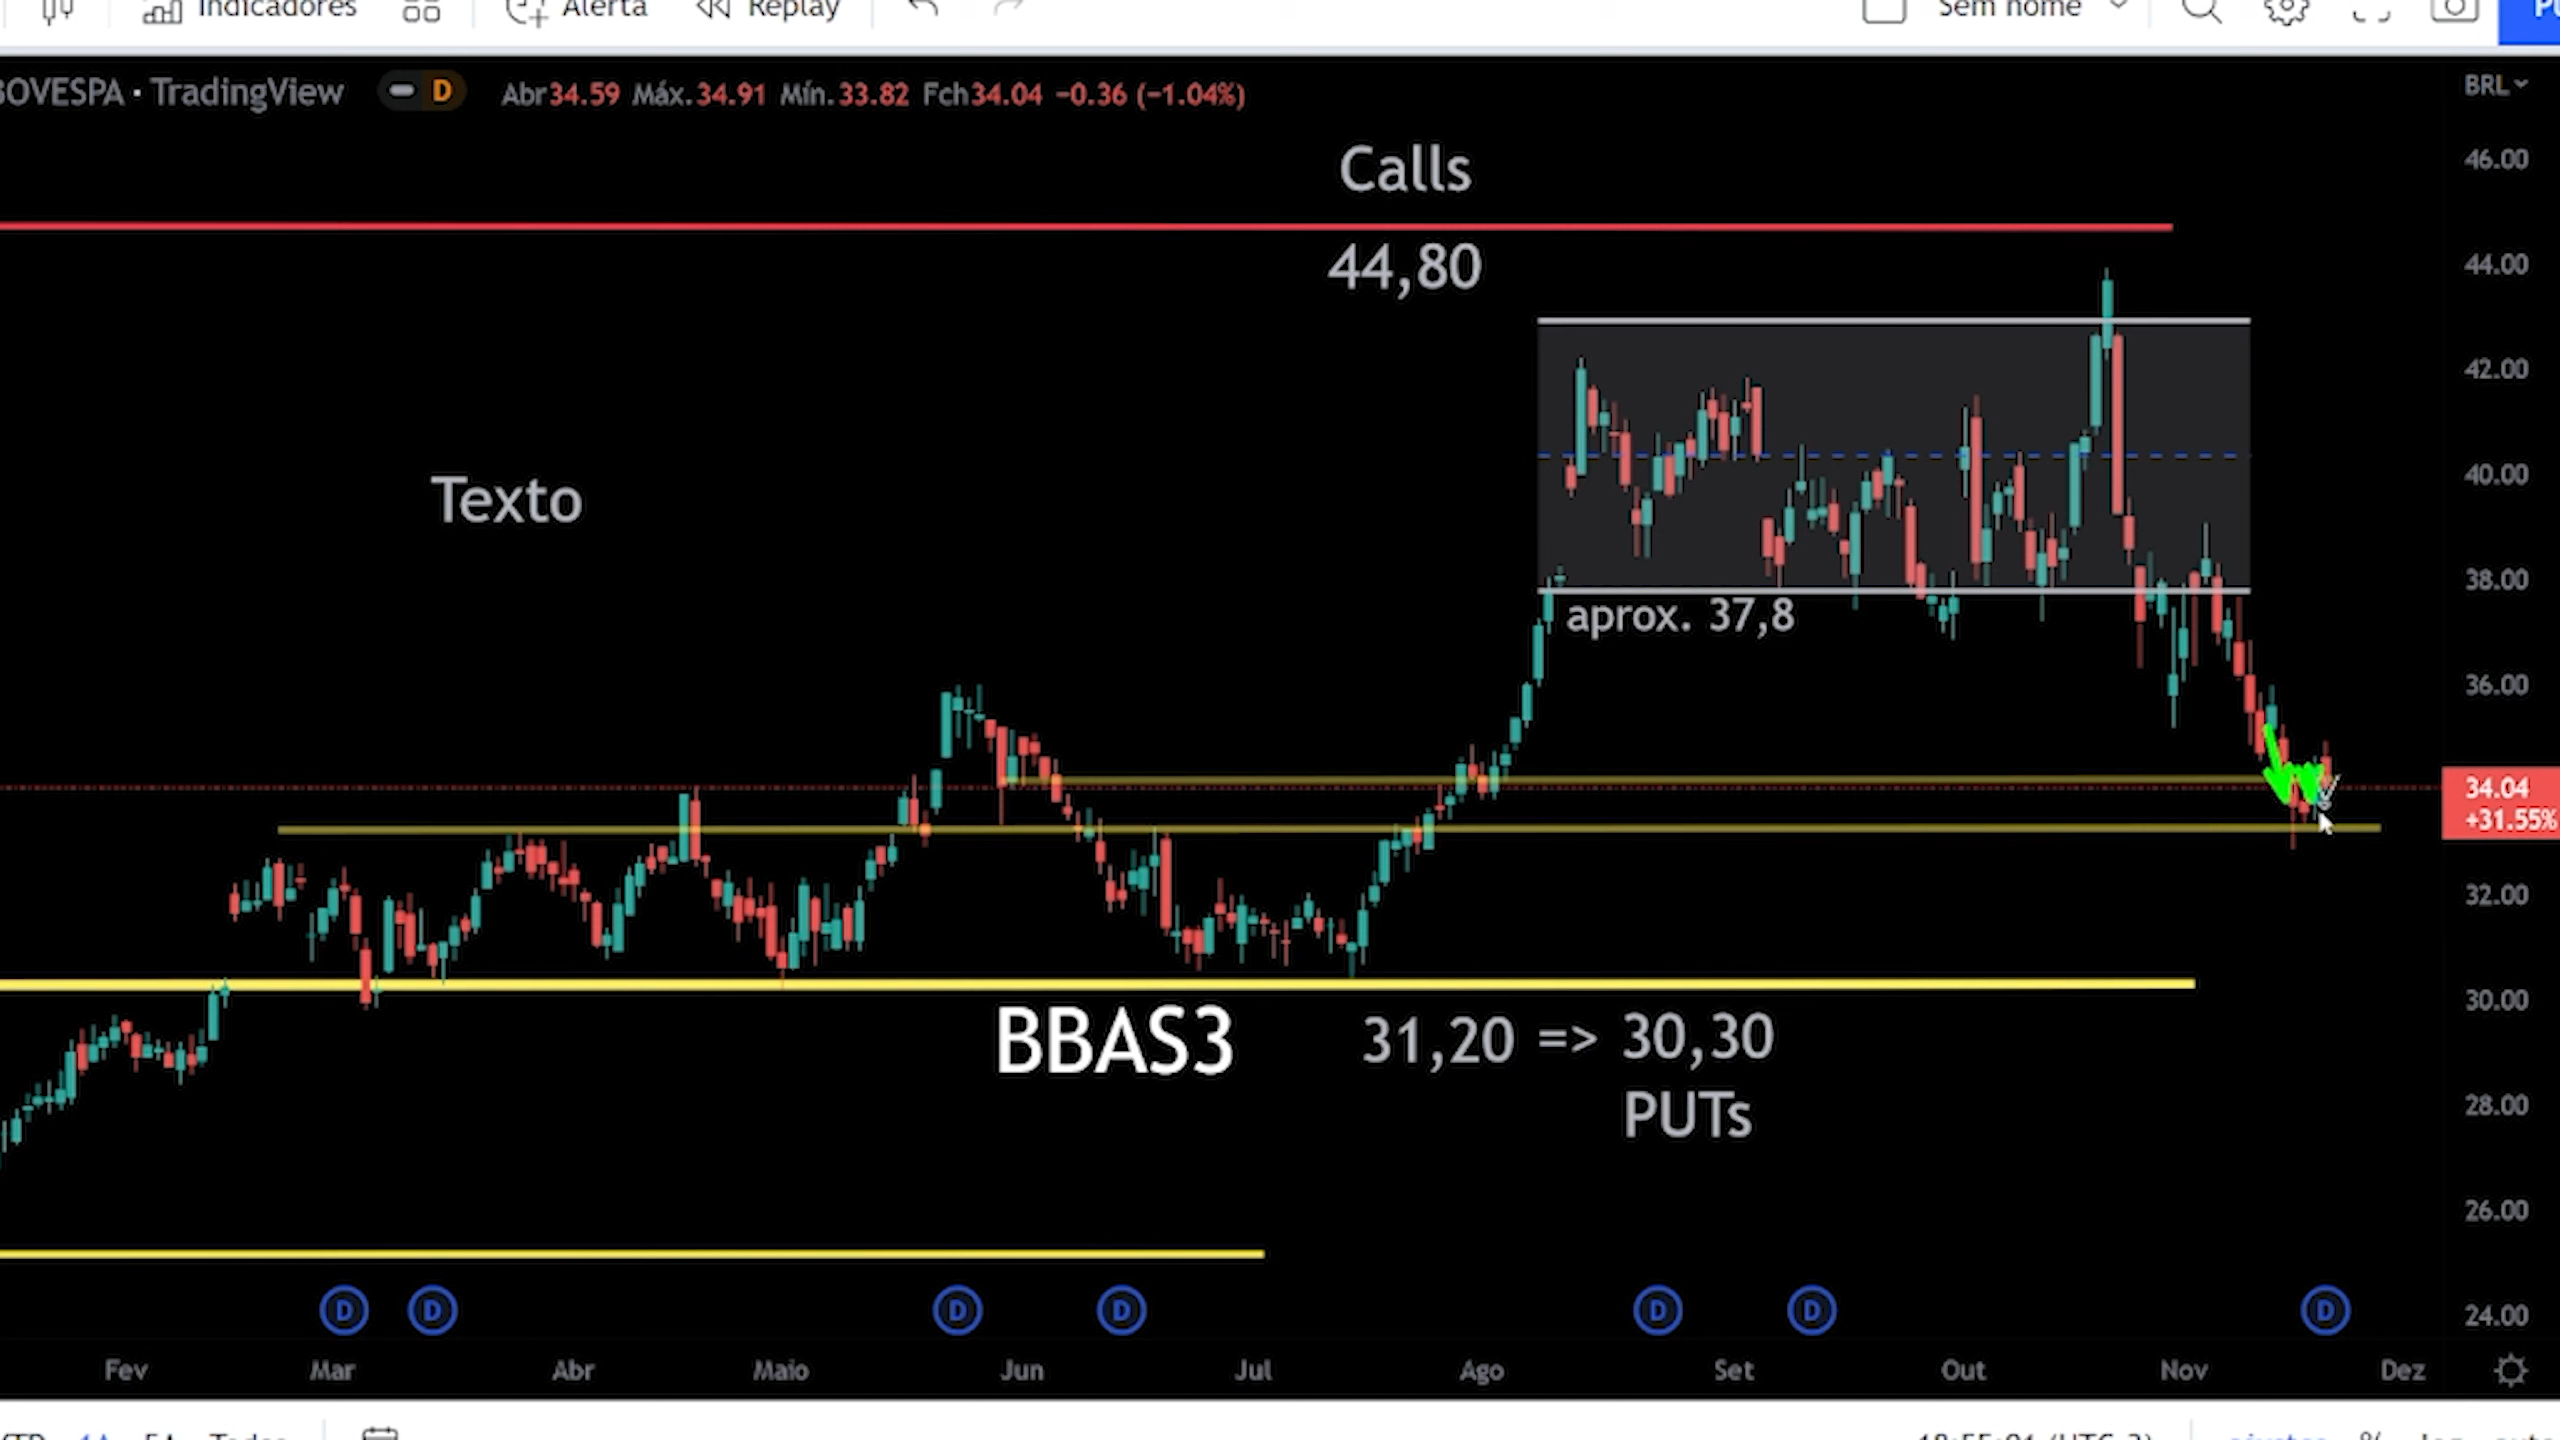 Indicadores Alerta Replay Sem nome
BOVESPA · TradingView D Abr34.59 Máx.34.91 Mín.33.82 Fch34.04 −0.36 (−1.04%) BRL
46.00
Calls
44,80
44.00
42.00
40.00
Texto
38.00
aprox. 37,8
36.00
34.04
+31.55%
32.00
30.00
BBAS3 31,20 => 30,30
PUTs
28.00
26.00
24.00
D D D D D D D
Fev Mar Abr Maio Jun Jul Ago Set Out Nov Dez